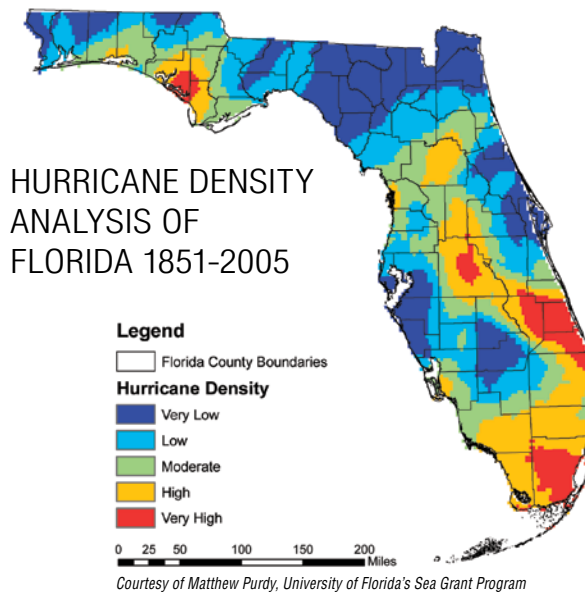 HURRICANE DENSITY
ANALYSIS OF
FLORIDA 1851-2005
Legend
Florida County Boundaries
Hurricane Density
Very Low
Low
Moderate
High
Very High
0 25 50 100 150 200
Miles
Courtesy of Matthew Purdy, University of Florida's Sea Grant Program